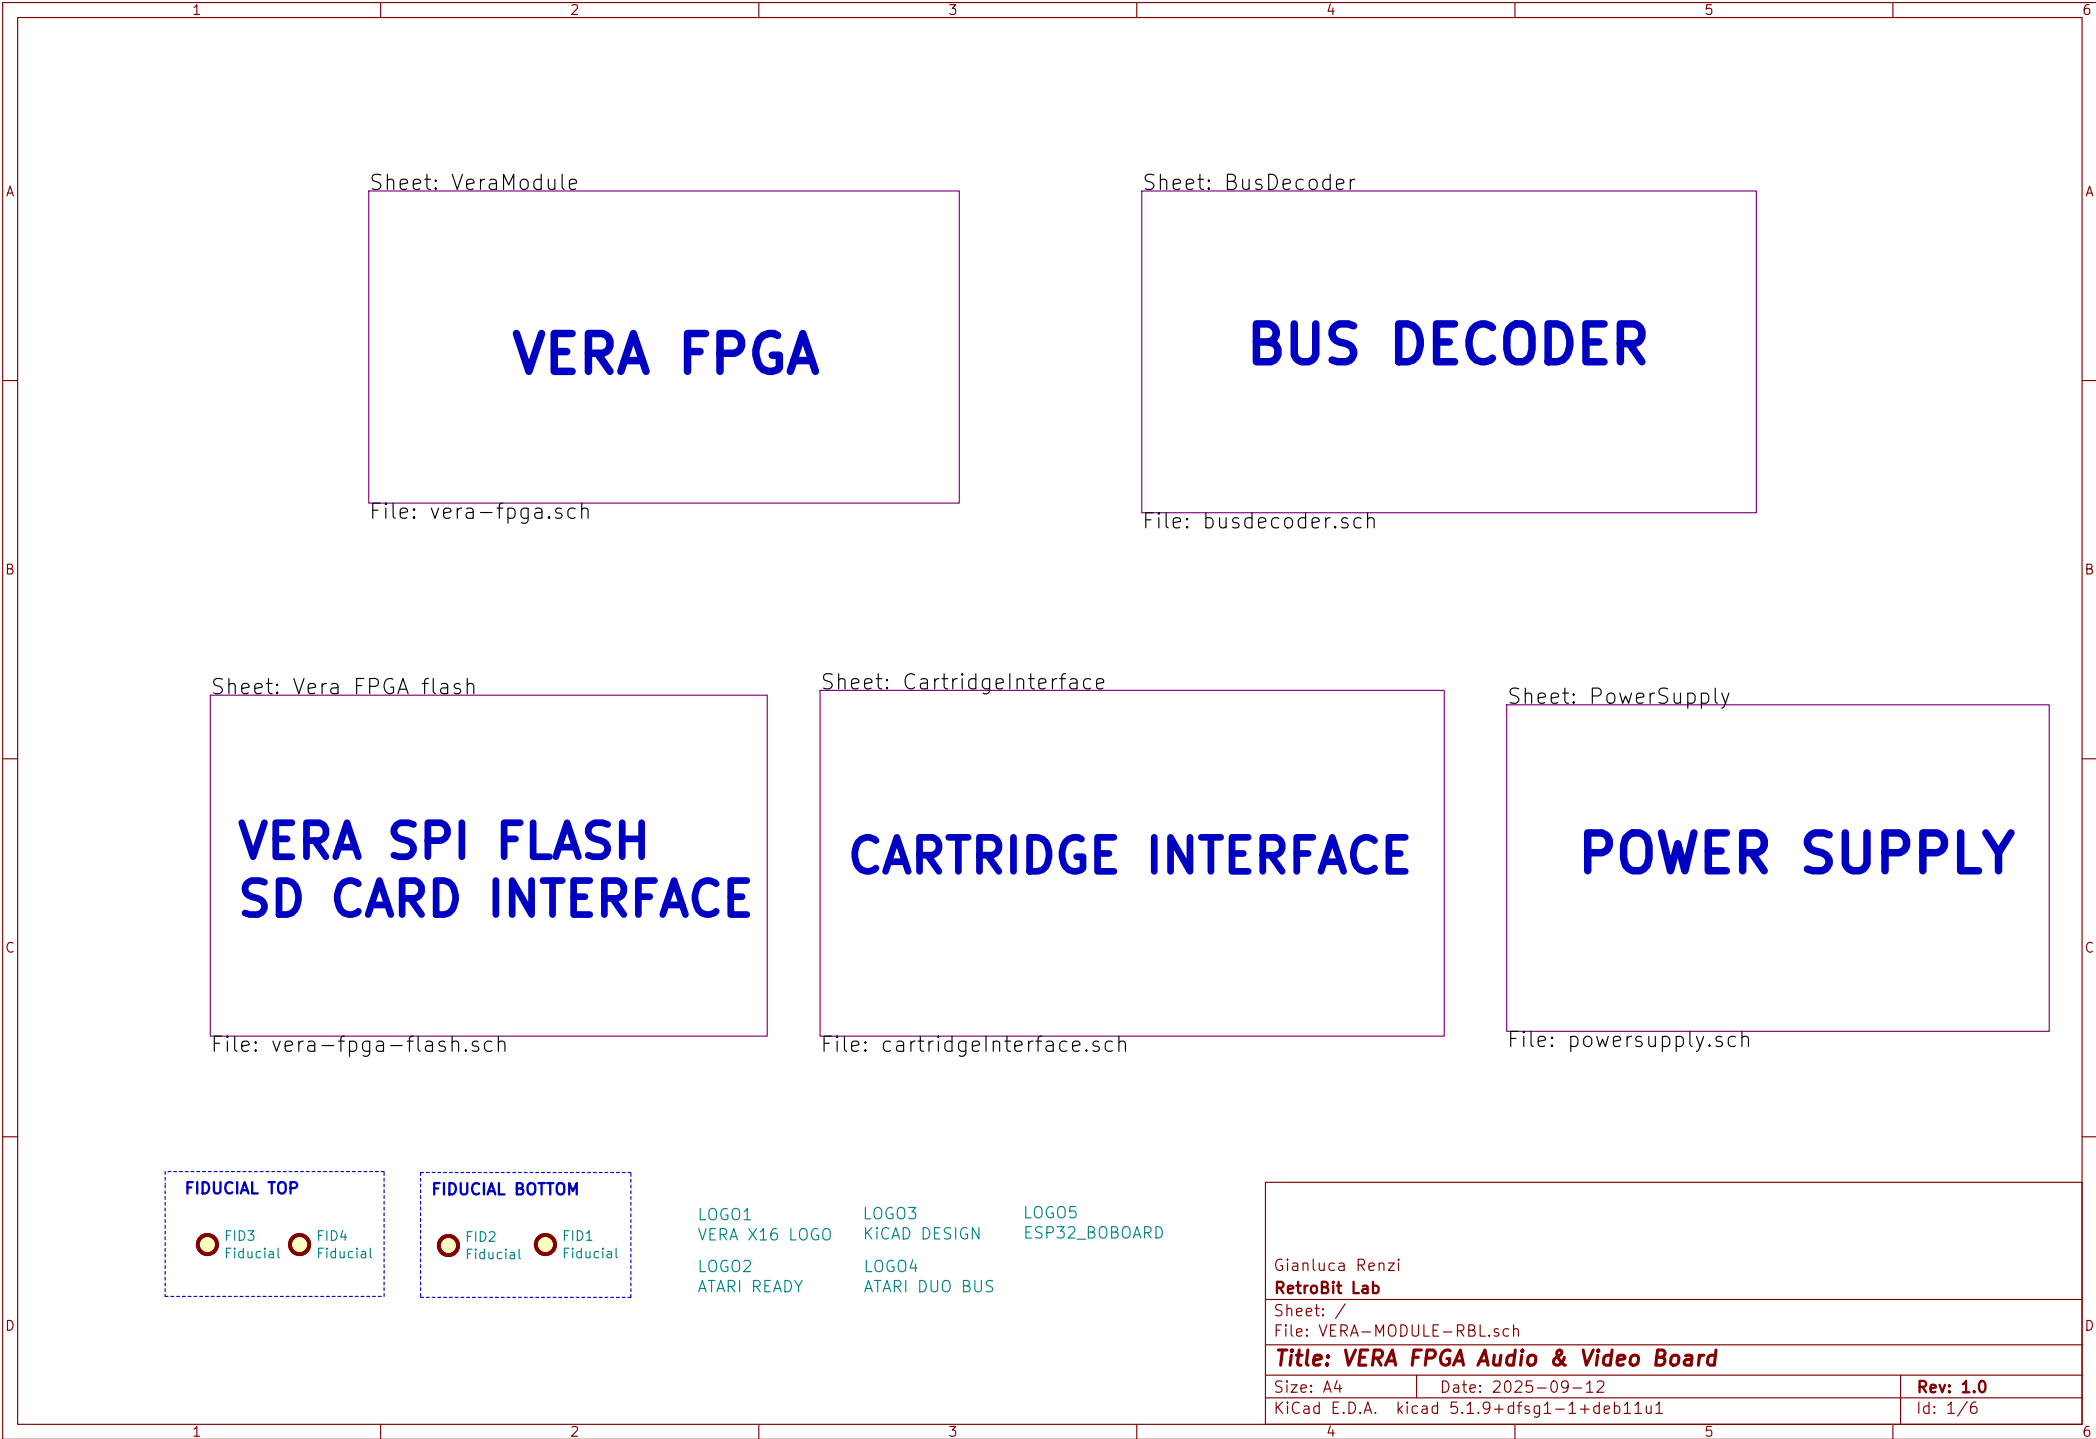 1 2 3 4 5 6
Sheet: VeraModule
Sheet: BusDecoder
A A
VERA FPGA
BUS DECODER
File: vera-fpga.sch
File: busdecoder.sch
B B
Sheet: Vera FPGA flash
Sheet: CartridgeInterface
Sheet: PowerSupply
VERA SPI FLASH
SD CARD INTERFACE
CARTRIDGE INTERFACE
POWER SUPPLY
C C
File: vera-fpga-flash.sch
File: cartridgeInterface.sch
File: powersupply.sch
FIDUCIAL TOP
FID3
Fiducial
FID4
Fiducial
FIDUCIAL BOTTOM
FID2
Fiducial
FID1
Fiducial
LOGO1
VERA X16 LOGO
LOGO2
ATARI READY
LOGO3
KiCAD DESIGN
LOGO4
ATARI DUO BUS
LOGO5
ESP32_BOBOARD
Gianluca Renzi
RetroBit Lab
Sheet: /
File: VERA-MODULE-RBL.sch
D D
Title: VERA FPGA Audio & Video Board
Size: A4 Date: 2025-09-12 Rev: 1.0
KiCad E.D.A. kicad 5.1.9+dfsg1-1+deb11u1 Id: 1/6
1 2 3 4 5 6